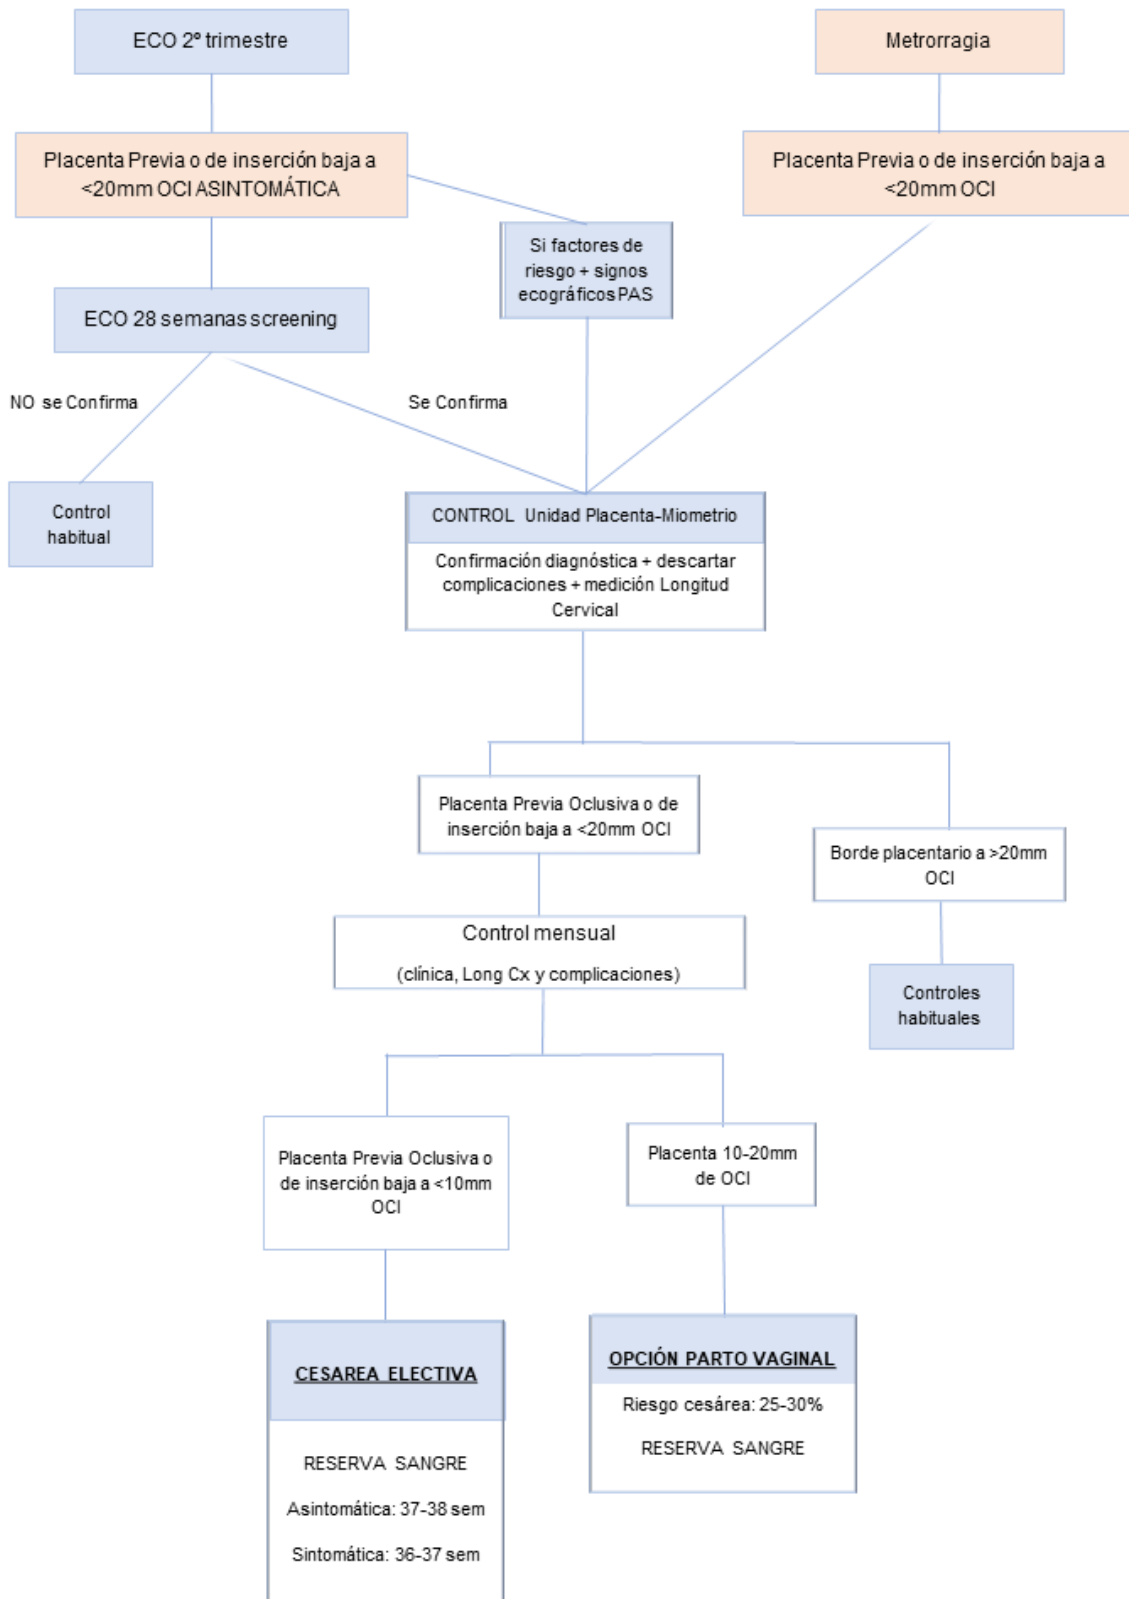 ECO 2º trimestre
Metrorragia
Placenta Previa o de inserción baja a
<20mm OCI ASINTOMÁTICA
Placenta Previa o de inserción baja a
<20mm OCI
Si factores de
riesgo + signos
ecográficos PAS
ECO 28 semanas screening
NO se Confirma
Se Confirma
Control
habitual
CONTROL Unidad Placenta-Miometrio
Confirmación diagnóstica + descartar
complicaciones + medición Longitud
Cervical
Placenta Previa Oclusiva o de
inserción baja a <20mm OCI
Borde placentario a >20mm
OCI
Control mensual
(clínica, Long Cx y complicaciones)
Controles
habituales
Placenta Previa Oclusiva o
de inserción baja a <10mm
OCI
Placenta 10-20mm
de OCI
CESAREA ELECTIVA
RESERVA SANGRE
Asintomática: 37-38 sem
Sintomática: 36-37 sem
OPCIÓN PARTO VAGINAL
Riesgo cesárea: 25-30%
RESERVA SANGRE